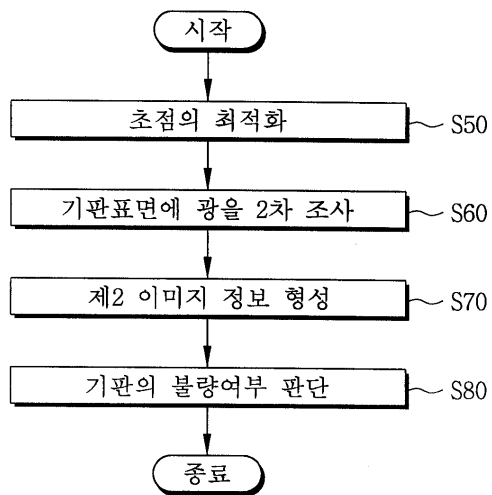 시작
초점의 최적화 S50
기판표면에 광을 2차 조사 S60
제2 이미지 정보 형성 S70
기판의 불량여부 판단 S80
종료